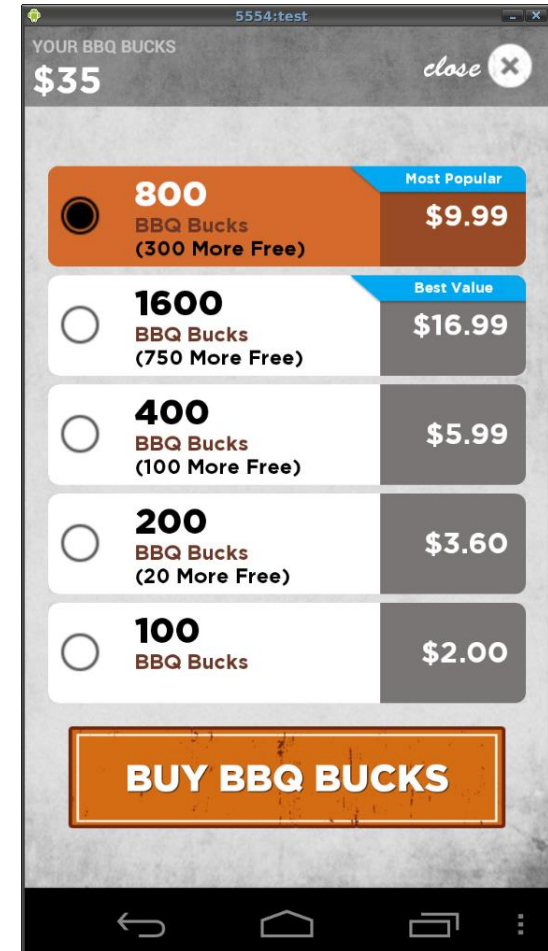 5554:test
YOUR BBQ BUCKS
$35
close
Most Popular
800
$9.99
BBQ Bucks
(300 More Free)
Best Value
1600
$16.99
BBQ Bucks
(750 More Free)
400
$5.99
BBQ Bucks
(100 More Free)
200
$3.60
BBQ Bucks
(20 More Free)
100
$2.00
BBQ Bucks
BUY BBQ BUCKS